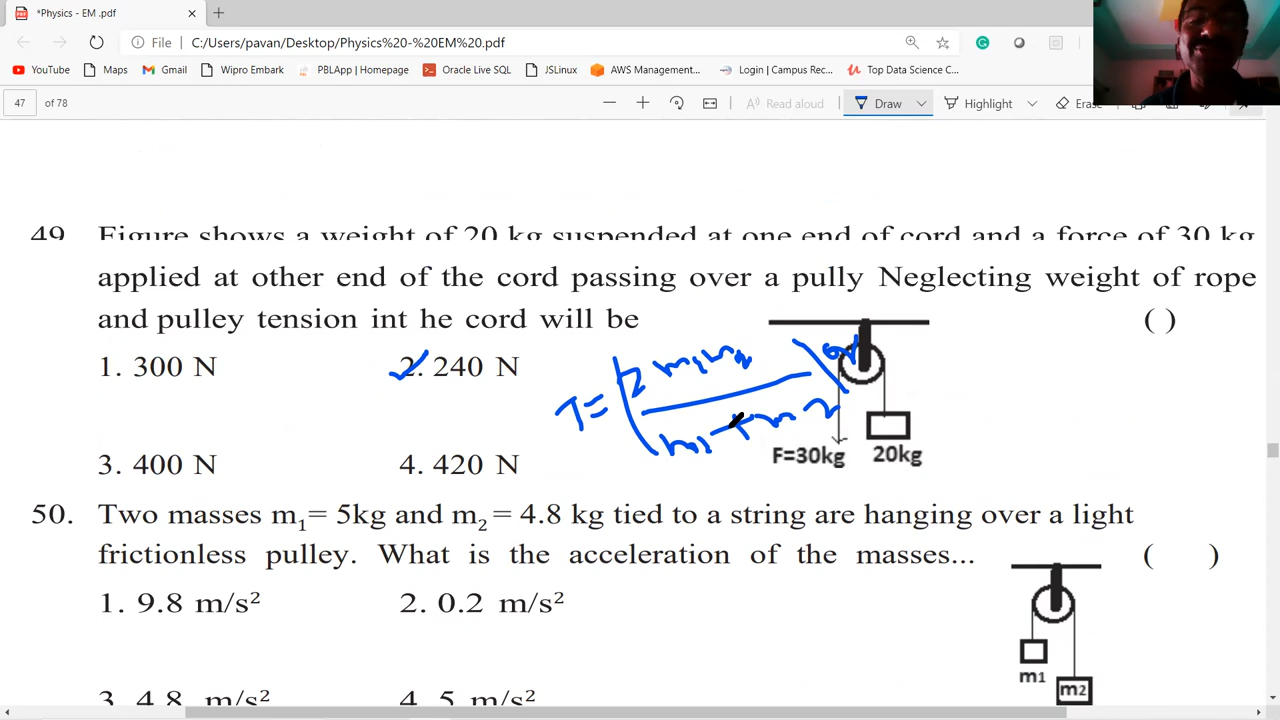 *Physics - EM .pdf
File C:/Users/pavan/Desktop/Physics%20-%20EM%20.pdf
YouTube Maps Gmail Wipro Embark PBLApp | Homepage Oracle Live SQL JSLinux AWS Management... Login | Campus Rec... Top Data Science C...
47 of 78 Read aloud Draw Highlight Erase
49. Figure shows a weight of 20 kg suspended at one end of cord and a force of 30 kg
applied at other end of the cord passing over a pully Neglecting weight of rope
and pulley tension int he cord will be ( )
1. 300 N 2. 240 N
T = ( 2 m1 m2
m1 + m2 )
3. 400 N 4. 420 N
F=30kg 20kg
50. Two masses m₁= 5kg and m₂ = 4.8 kg tied to a string are hanging over a light
frictionless pulley. What is the acceleration of the masses... ( )
1. 9.8 m/s² 2. 0.2 m/s²
m1
m2
3. 4.8 m/s² 4. 5 m/s²